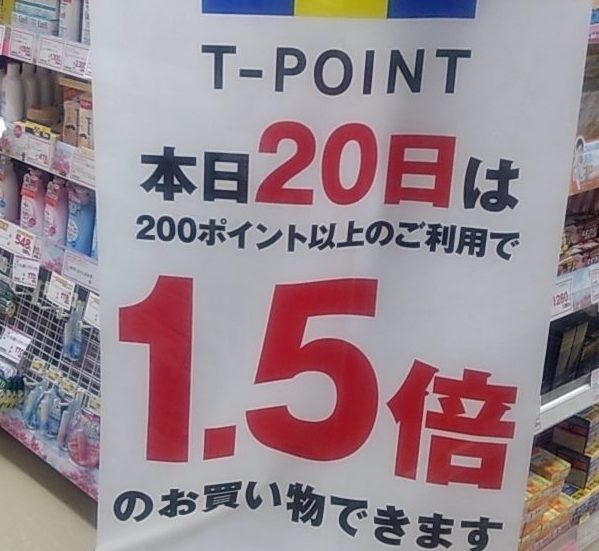 T-POINT
本日20日は
200ポイント以上のご利用で
1.5倍
のお買い物できます
548